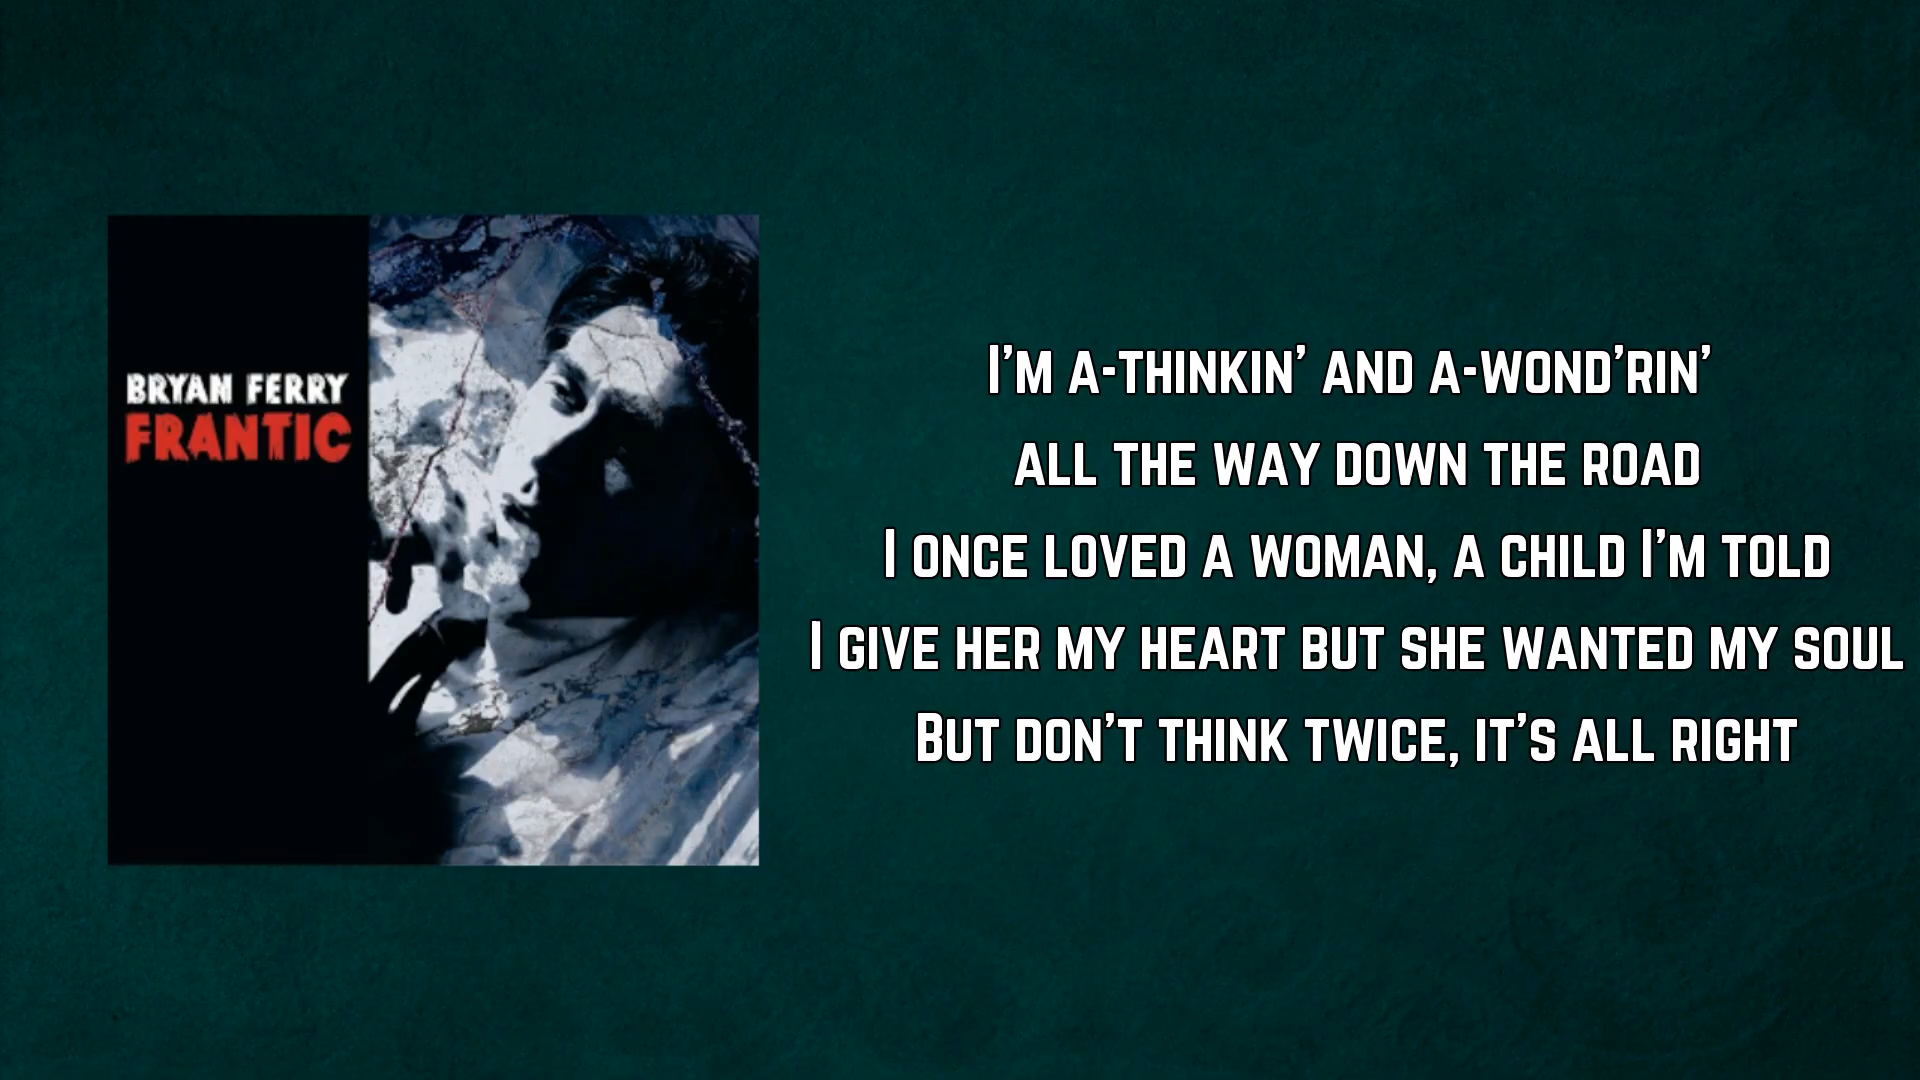 BRYAN FERRY
FRANTIC
I'M A-THINKIN' AND A-WOND'RIN'
ALL THE WAY DOWN THE ROAD
I ONCE LOVED A WOMAN, A CHILD I'M TOLD
I GIVE HER MY HEART BUT SHE WANTED MY SOUL
BUT DON'T THINK TWICE, IT'S ALL RIGHT